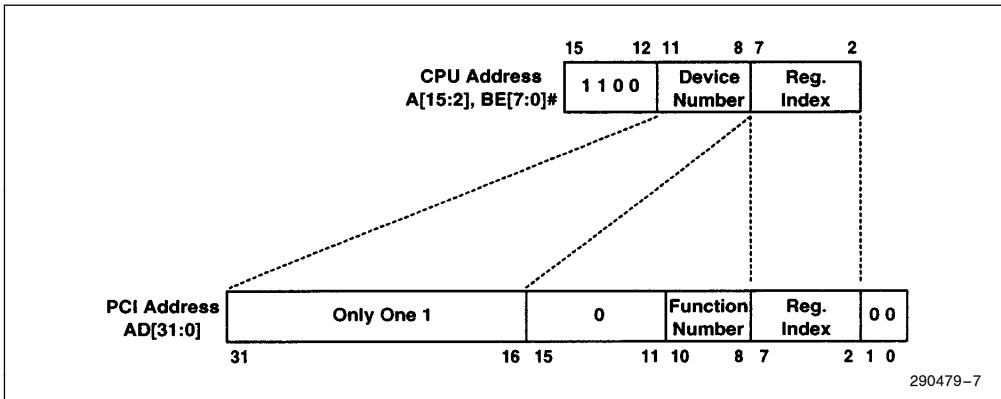 15 12 11 8 7 2
CPU Address
A[15:2], BE[7:0]#
1 1 0 0
Device
Number
Reg.
Index
PCI Address
AD[31:0]
Only One 1
0
Function
Number
Reg.
Index
0 0
31 16 15 11 10 8 7 2 1 0
290479-7